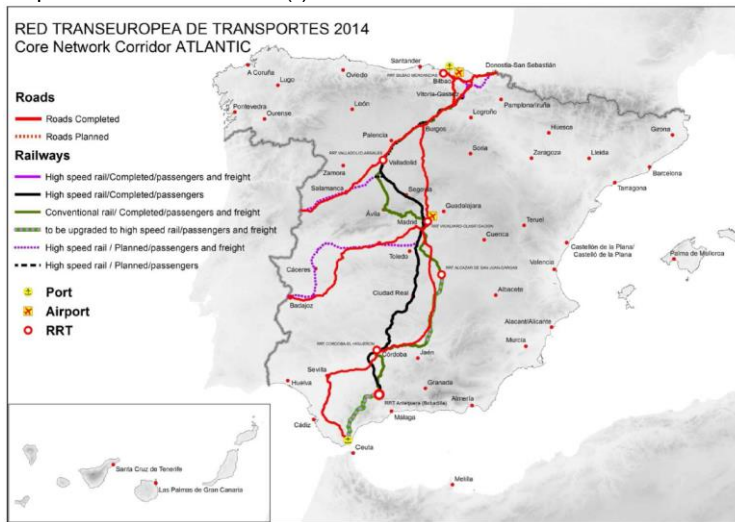 RED TRANSEUROPEA DE TRANSPORTES 2014
Core Network Corridor ATLANTIC
Roads
Roads Completed
Roads Planned
Railways
High speed rail/Completed/passengers and freight
High speed rail/Completed/passengers
Conventional rail/ Completed/passengers and freight
to be upgraded to high speed rail/passengers and freight
High speed rail / Planned/passengers and freight
High speed rail / Planned/passengers
Port
Airport
RRT
A Coruña
Lugo
Oviedo
Santander
Bilbao
Donostia-San Sebastián
Vitoria-Gasteiz
Pamplona/Iruña
Pontevedra
Ourense
León
Burgos
Logroño
Huesca
Girona
Palencia
Valladolid
Soria
Zaragoza
Lleida
Barcelona
Tarragona
Zamora
Salamanca
Segovia
Ávila
Madrid
Guadalajara
Teruel
Cuenca
Toledo
Castellón de la Plana/
Castelló de la Plana
Valencia
Palma de Mallorca
Cáceres
Badajoz
Ciudad Real
Albacete
Alacant/Alicante
Murcia
Córdoba
Jaén
Sevilla
Huelva
Granada
Almería
RRT Antequera (Bobadilla)
Málaga
Cádiz
Ceuta
Melilla
Santa Cruz de Tenerife
Las Palmas de Gran Canaria